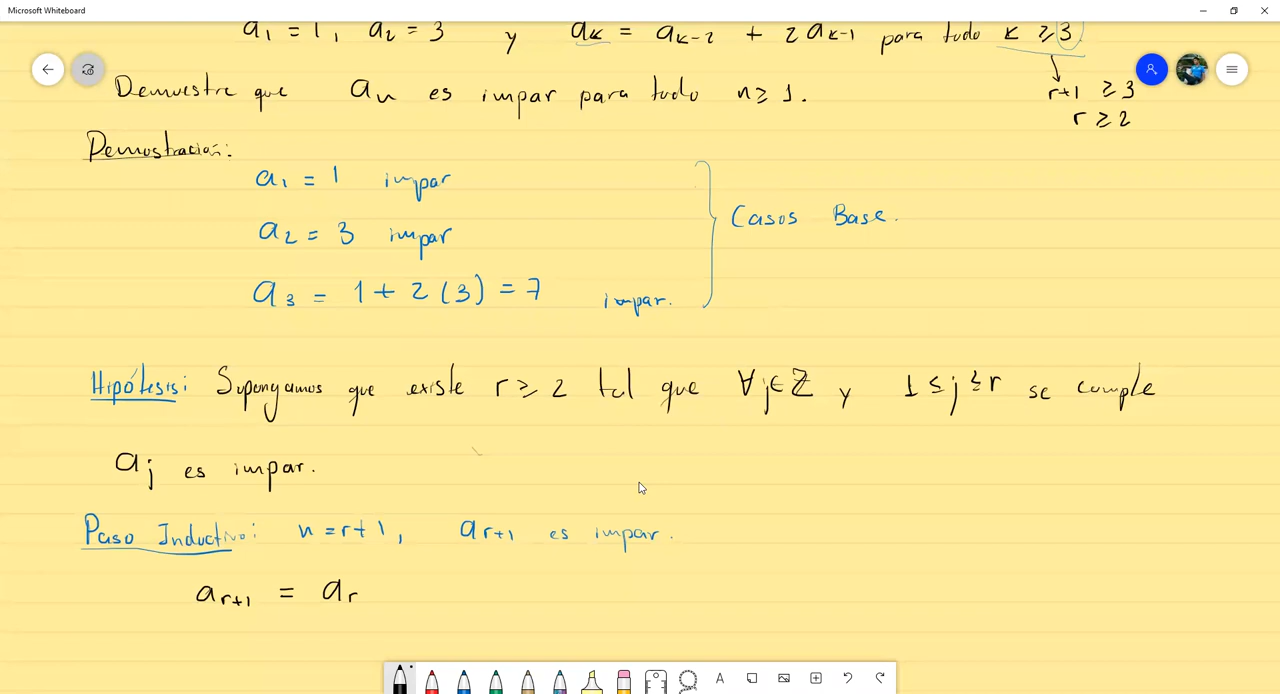 Microsoft Whiteboard
a₁ = 1, a₂ = 3 y aₖ = aₖ₋₂ + 2aₖ₋₁ para todo k ≥ 3.
r+1 ≥ 3
r ≥ 2
Demuestre que aₙ es impar para todo n ≥ 1.
Demostración:
a₁ = 1 impar
a₂ = 3 impar
a₃ = 1 + 2(3) = 7 impar.
Casos Base.
Hipótesis: Supongamos que existe r ≥ 2 tal que ∀j∈ℤ y 1 ≤ j ≤ r se cumple
aⱼ es impar.
Paso Inductivo: n = r+1, aᵣ₊₁ es impar.
aᵣ₊₁ = aᵣ
A